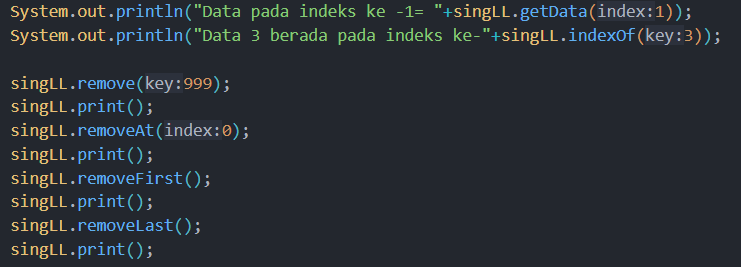 System.out.println("Data pada indeks ke -1= "+singLL.getData(index:1));
System.out.println("Data 3 berada pada indeks ke-"+singLL.indexOf(key:3));
singLL.remove(key:999);
singLL.print();
singLL.removeAt(index:0);
singLL.print();
singLL.removeFirst();
singLL.print();
singLL.removeLast();
singLL.print();